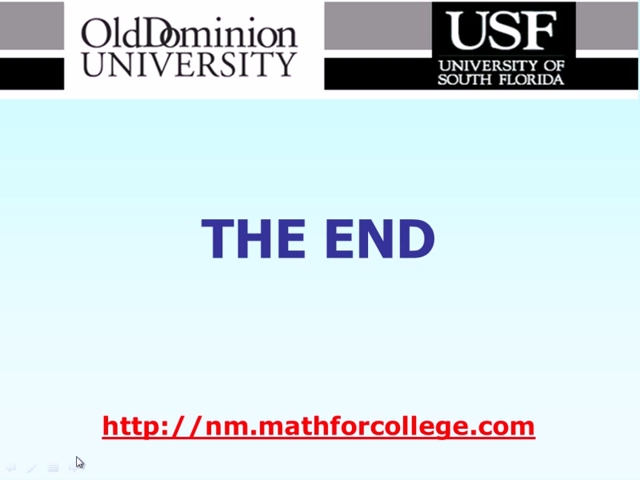 OldDominion
UNIVERSITY
USF
UNIVERSITY OF
SOUTH FLORIDA
THE END
http://nm.mathforcollege.com